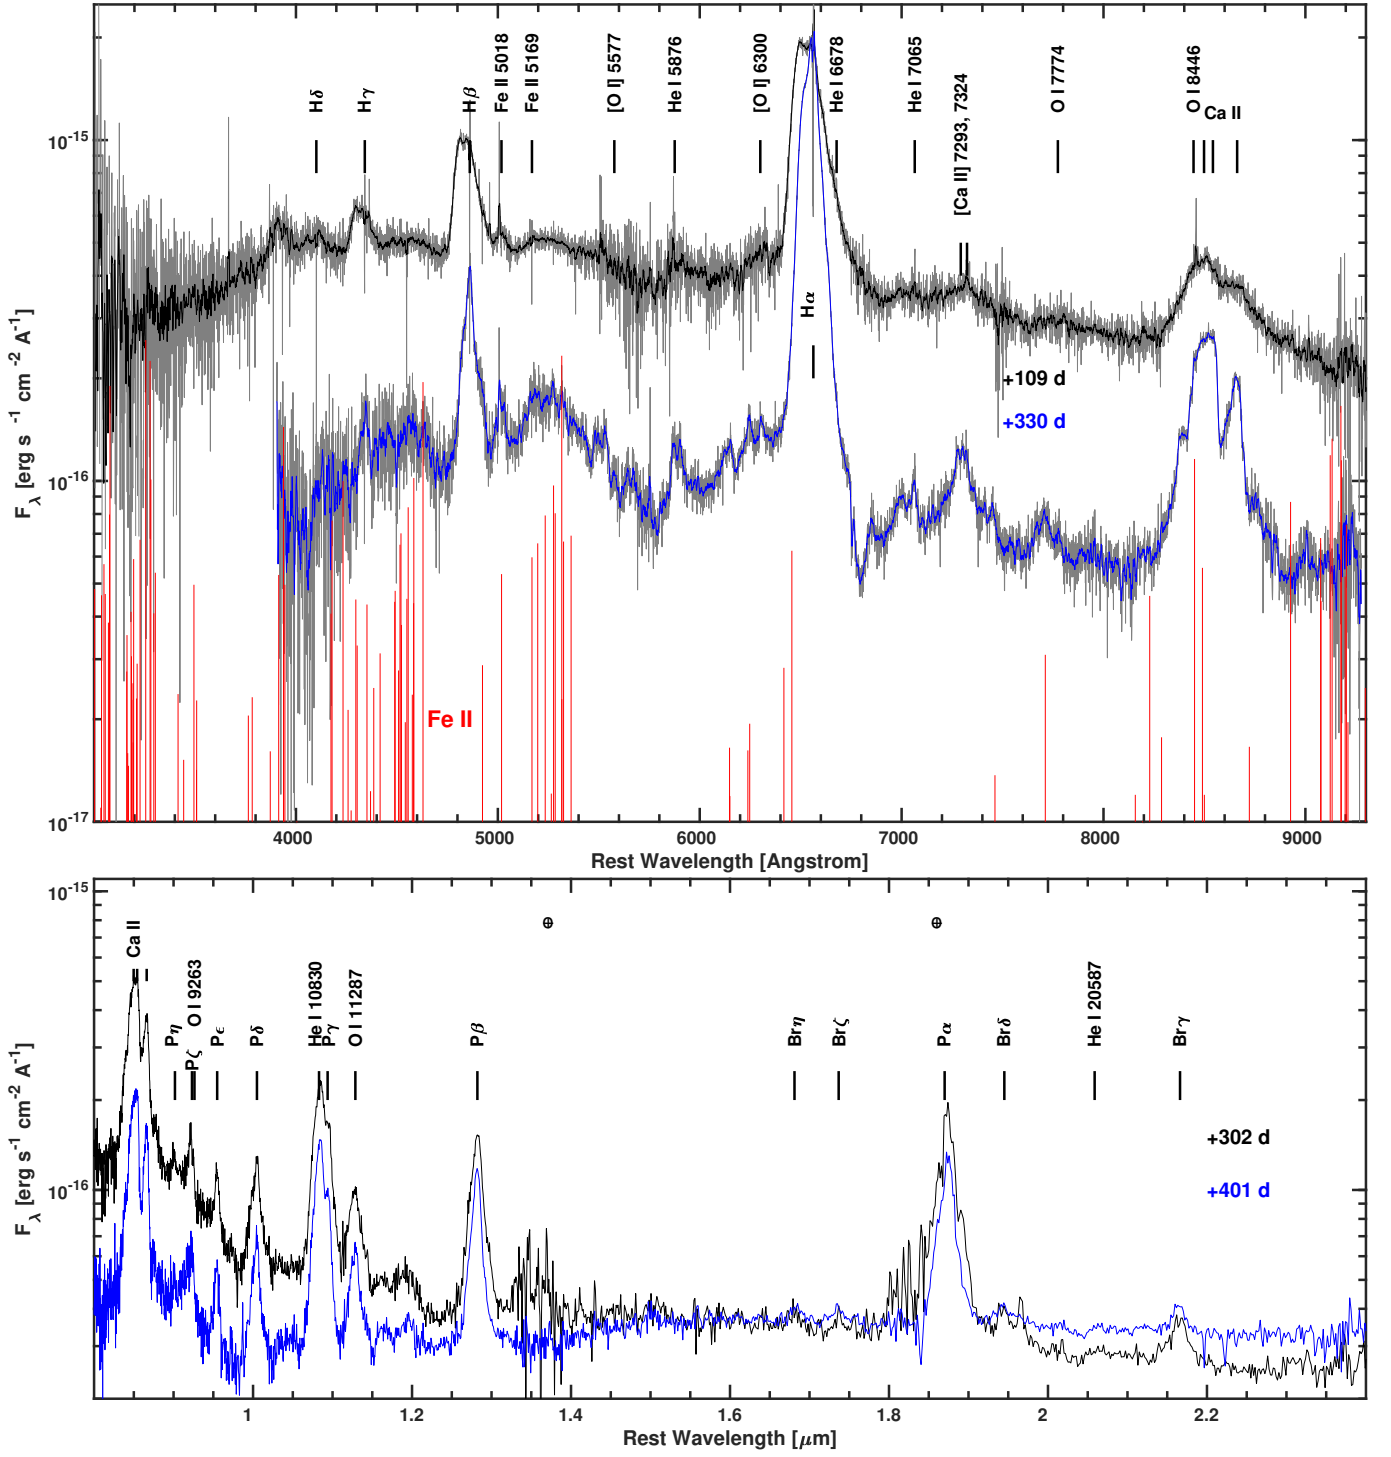 Hδ
Hγ
Hβ
Fe II 5018
Fe II 5169
[O I] 5577
He I 5876
[O I] 6300
He I 6678
He I 7065
[Ca II] 7293, 7324
O I 7774
O I 8446
Ca II
Hα
+109 d
+330 d
Fe II
10⁻¹⁵
10⁻¹⁶
10⁻¹⁷
F_λ [erg s⁻¹ cm⁻² A⁻¹]
4000 5000 6000 7000 8000 9000
Rest Wavelength [Angstrom]
10⁻¹⁵
10⁻¹⁶
F_λ [erg s⁻¹ cm⁻² A⁻¹]
Ca II
Pη
Pζ
O I 9263
Pϵ
Pδ
He I 10830
Pγ
O I 11287
Pβ
⊕
Brη
Brζ
⊕
Pα
Brδ
He I 20587
Brγ
+302 d
+401 d
1 1.2 1.4 1.6 1.8 2 2.2
Rest Wavelength [μm]